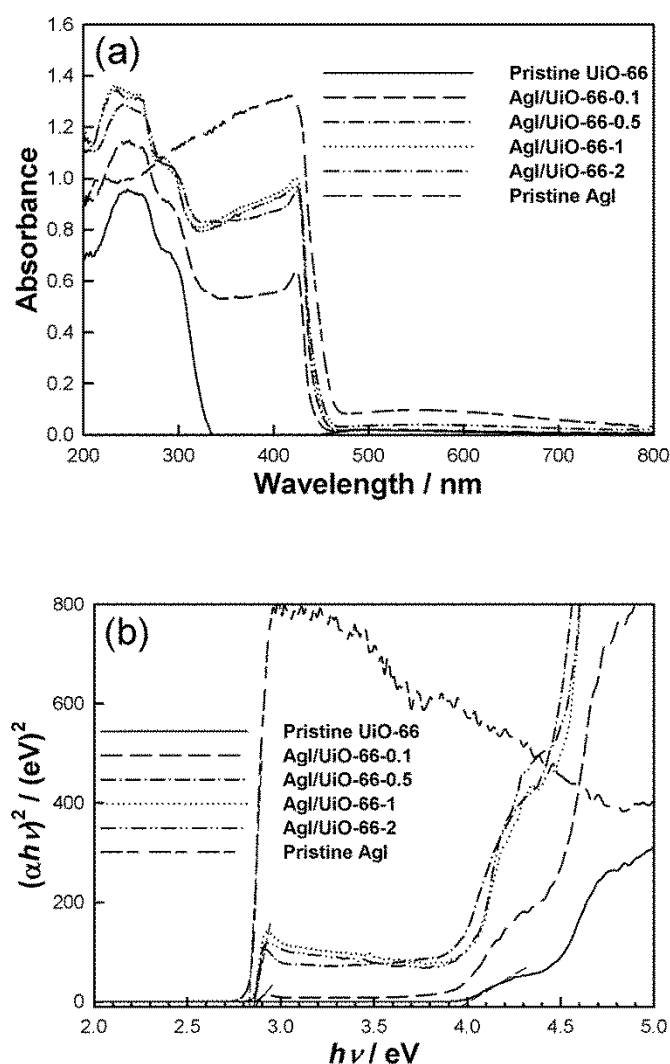 (a)
Pristine UiO-66
AgI/UiO-66-0.1
AgI/UiO-66-0.5
AgI/UiO-66-1
AgI/UiO-66-2
Pristine AgI
Absorbance
1.6
1.4
1.2
1.0
0.8
0.6
0.4
0.2
0.0
200 300 400 500 600 700 800
Wavelength / nm
(b)
Pristine UiO-66
AgI/UiO-66-0.1
AgI/UiO-66-0.5
AgI/UiO-66-1
AgI/UiO-66-2
Pristine AgI
(αhν)² / (eV)²
800
600
400
200
0
2.0 2.5 3.0 3.5 4.0 4.5 5.0
hν / eV